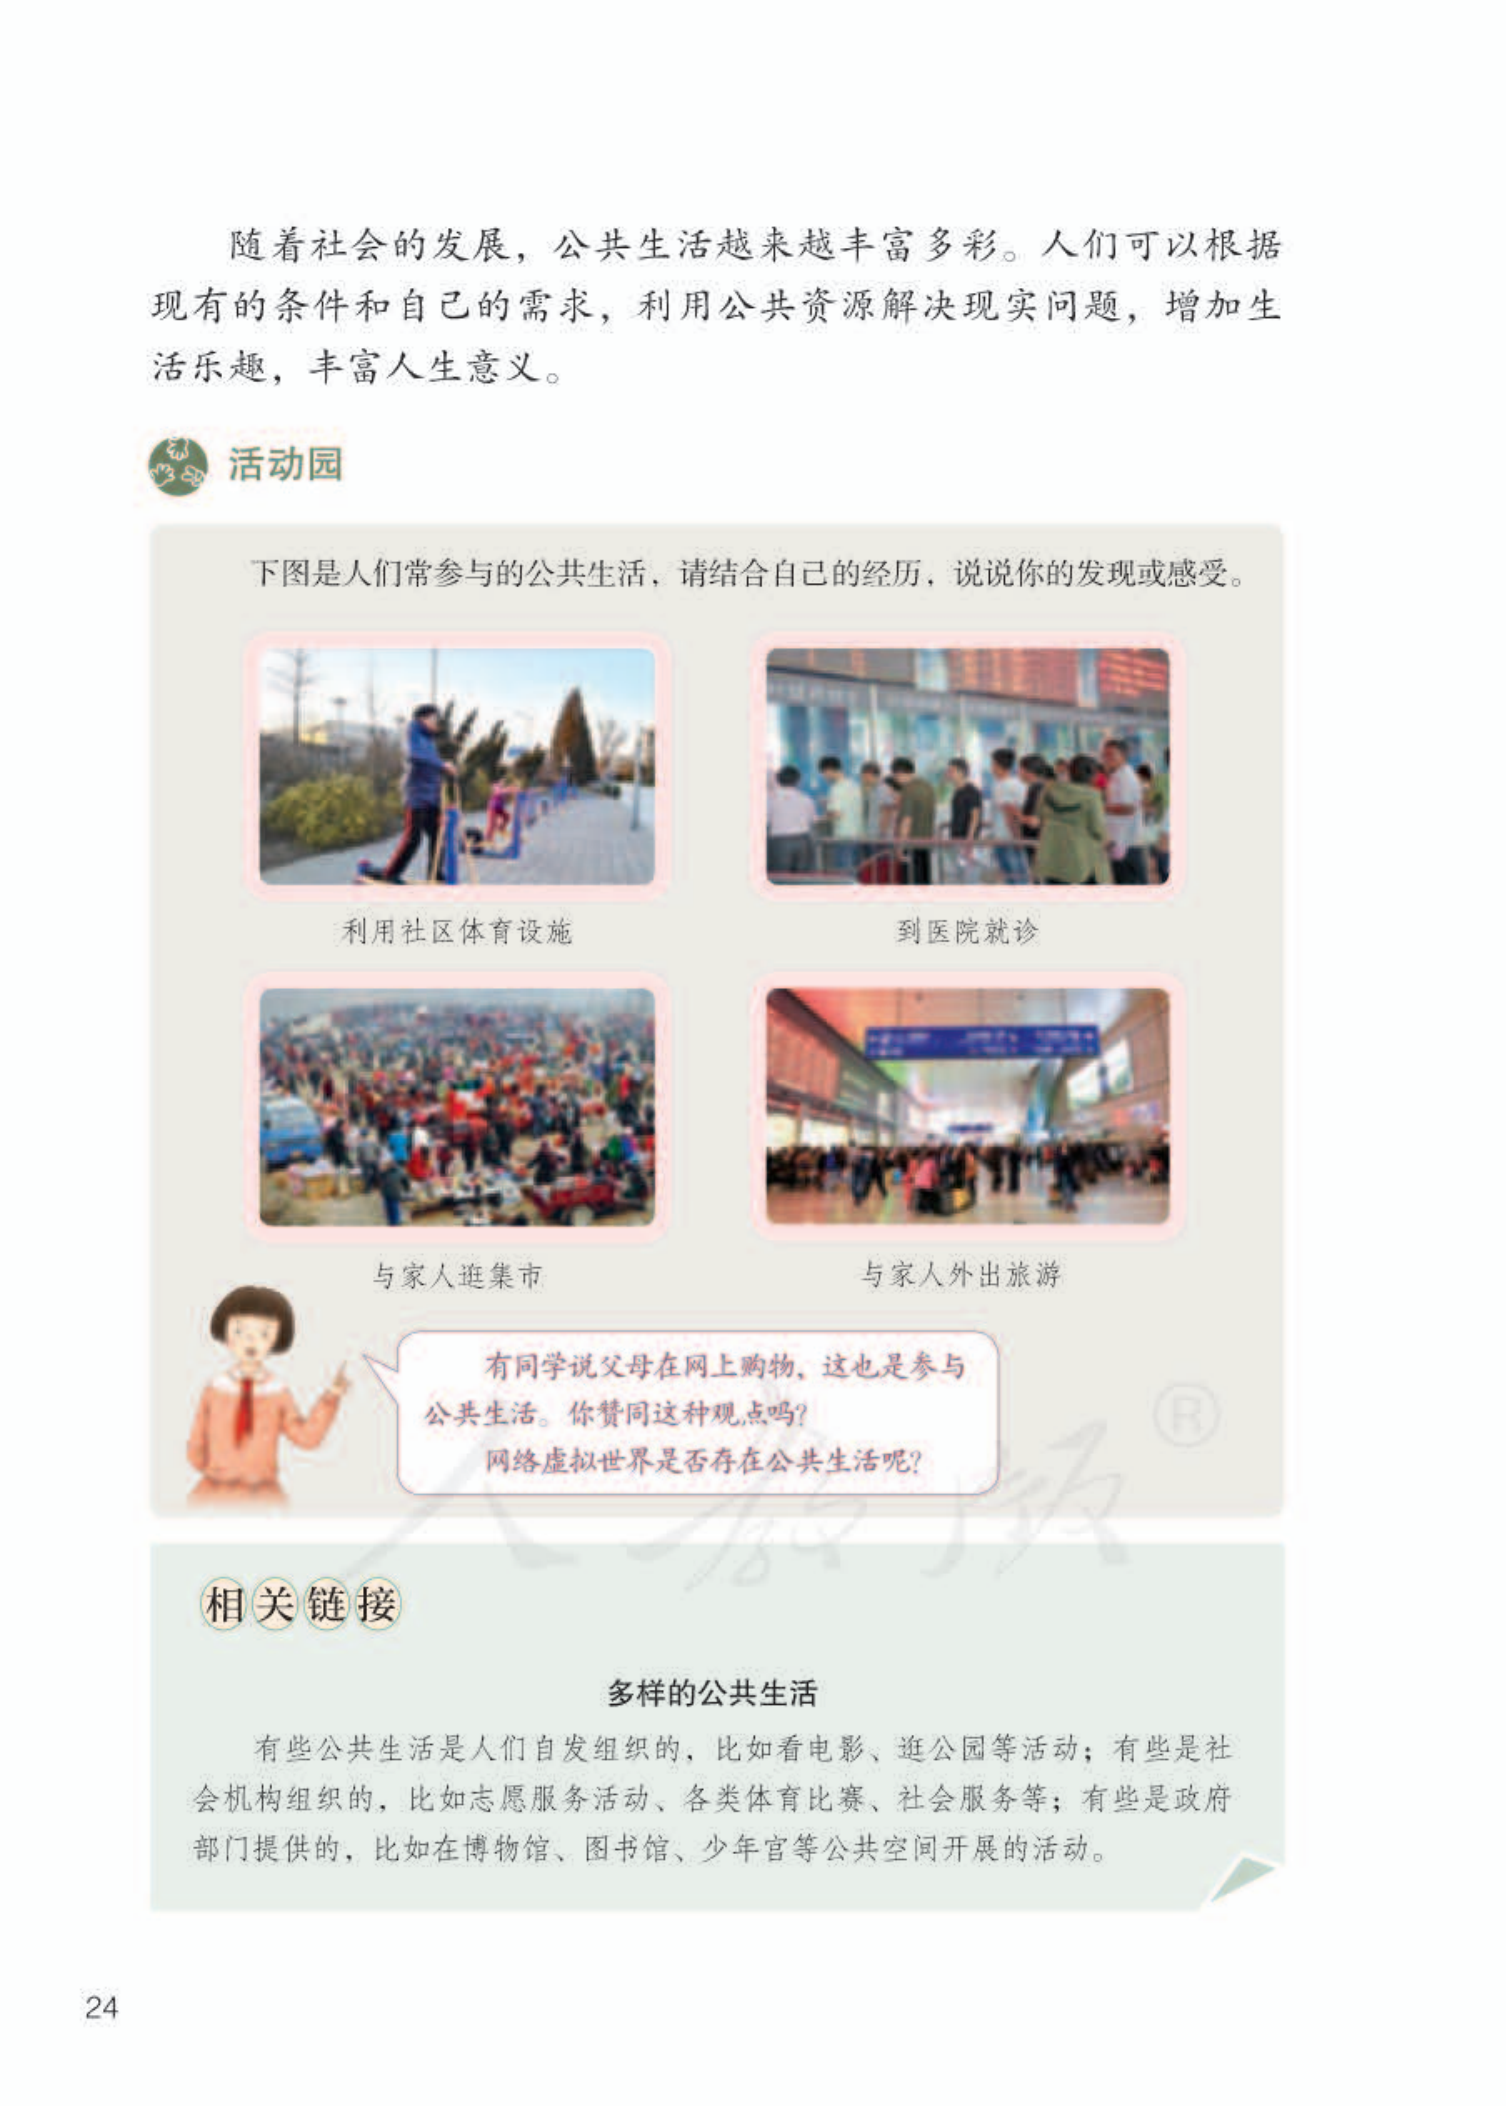 随着社会的发展，公共生活越来越丰富多彩。人们可以根据
现有的条件和自己的需求，利用公共资源解决现实问题，增加生
活乐趣，丰富人生意义。
活动园
下图是人们常参与的公共生活，请结合自己的经历，说说你的发现或感受。
利用社区体育设施
到医院就诊
与家人逛集市
与家人外出旅游
有同学说父母在网上购物，这也是参与
公共生活。你赞同这种观点吗？
网络虚拟世界是否存在公共生活呢？
人教版
®
相关链接
多样的公共生活
有些公共生活是人们自发组织的，比如看电影、逛公园等活动；有些是社
会机构组织的，比如志愿服务活动、各类体育比赛、社会服务等；有些是政府
部门提供的，比如在博物馆、图书馆、少年宫等公共空间开展的活动。
24